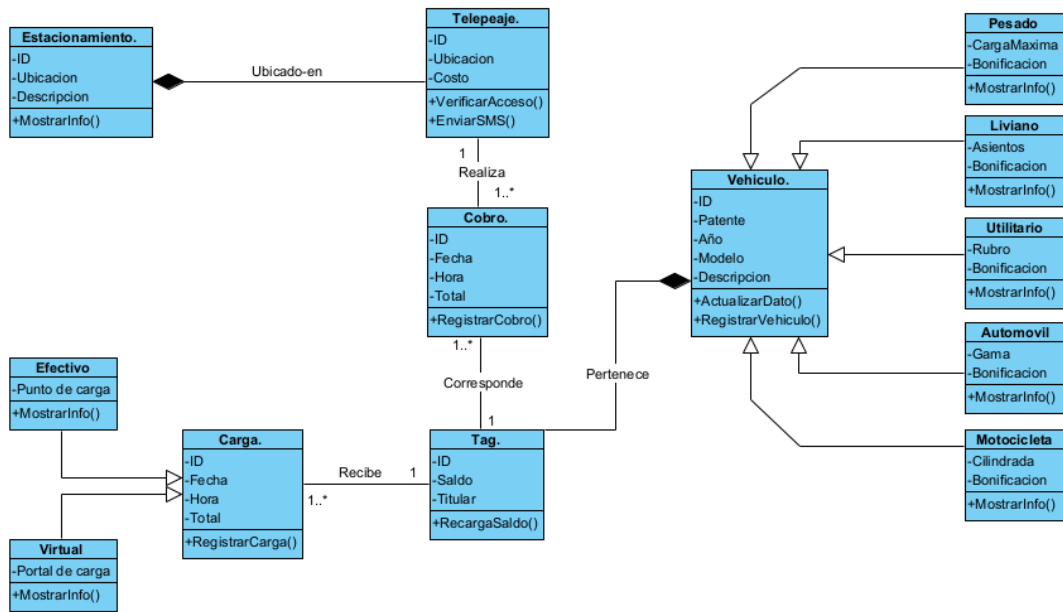 Estacionamiento.
-ID
-Ubicacion
-Descripcion
+MostrarInfo()
Ubicado-en
Telepeaje.
-ID
-Ubicacion
-Costo
+VerificarAcceso()
+EnviarSMS()
1
Realiza
1..*
Cobro.
-ID
-Fecha
-Hora
-Total
+RegistrarCobro()
1..*
Corresponde
1
Tag.
-ID
-Saldo
-Titular
+RecargaSaldo()
Efectivo
-Punto de carga
+MostrarInfo()
Virtual
-Portal de carga
+MostrarInfo()
Carga.
-ID
-Fecha
-Hora
-Total
+RegistrarCarga()
Recibe
1
1..*
Pertenece
Vehiculo.
-ID
-Patente
-Año
-Modelo
-Descripcion
+ActualizarDato()
+RegistrarVehiculo()
Pesado
-CargaMaxima
-Bonificacion
+MostrarInfo()
Liviano
-Asientos
-Bonificacion
+MostrarInfo()
Utilitario
-Rubro
-Bonificacion
+MostrarInfo()
Automovil
-Gama
-Bonificacion
+MostrarInfo()
Motocicleta
-Cilindrada
-Bonificacion
+MostrarInfo()